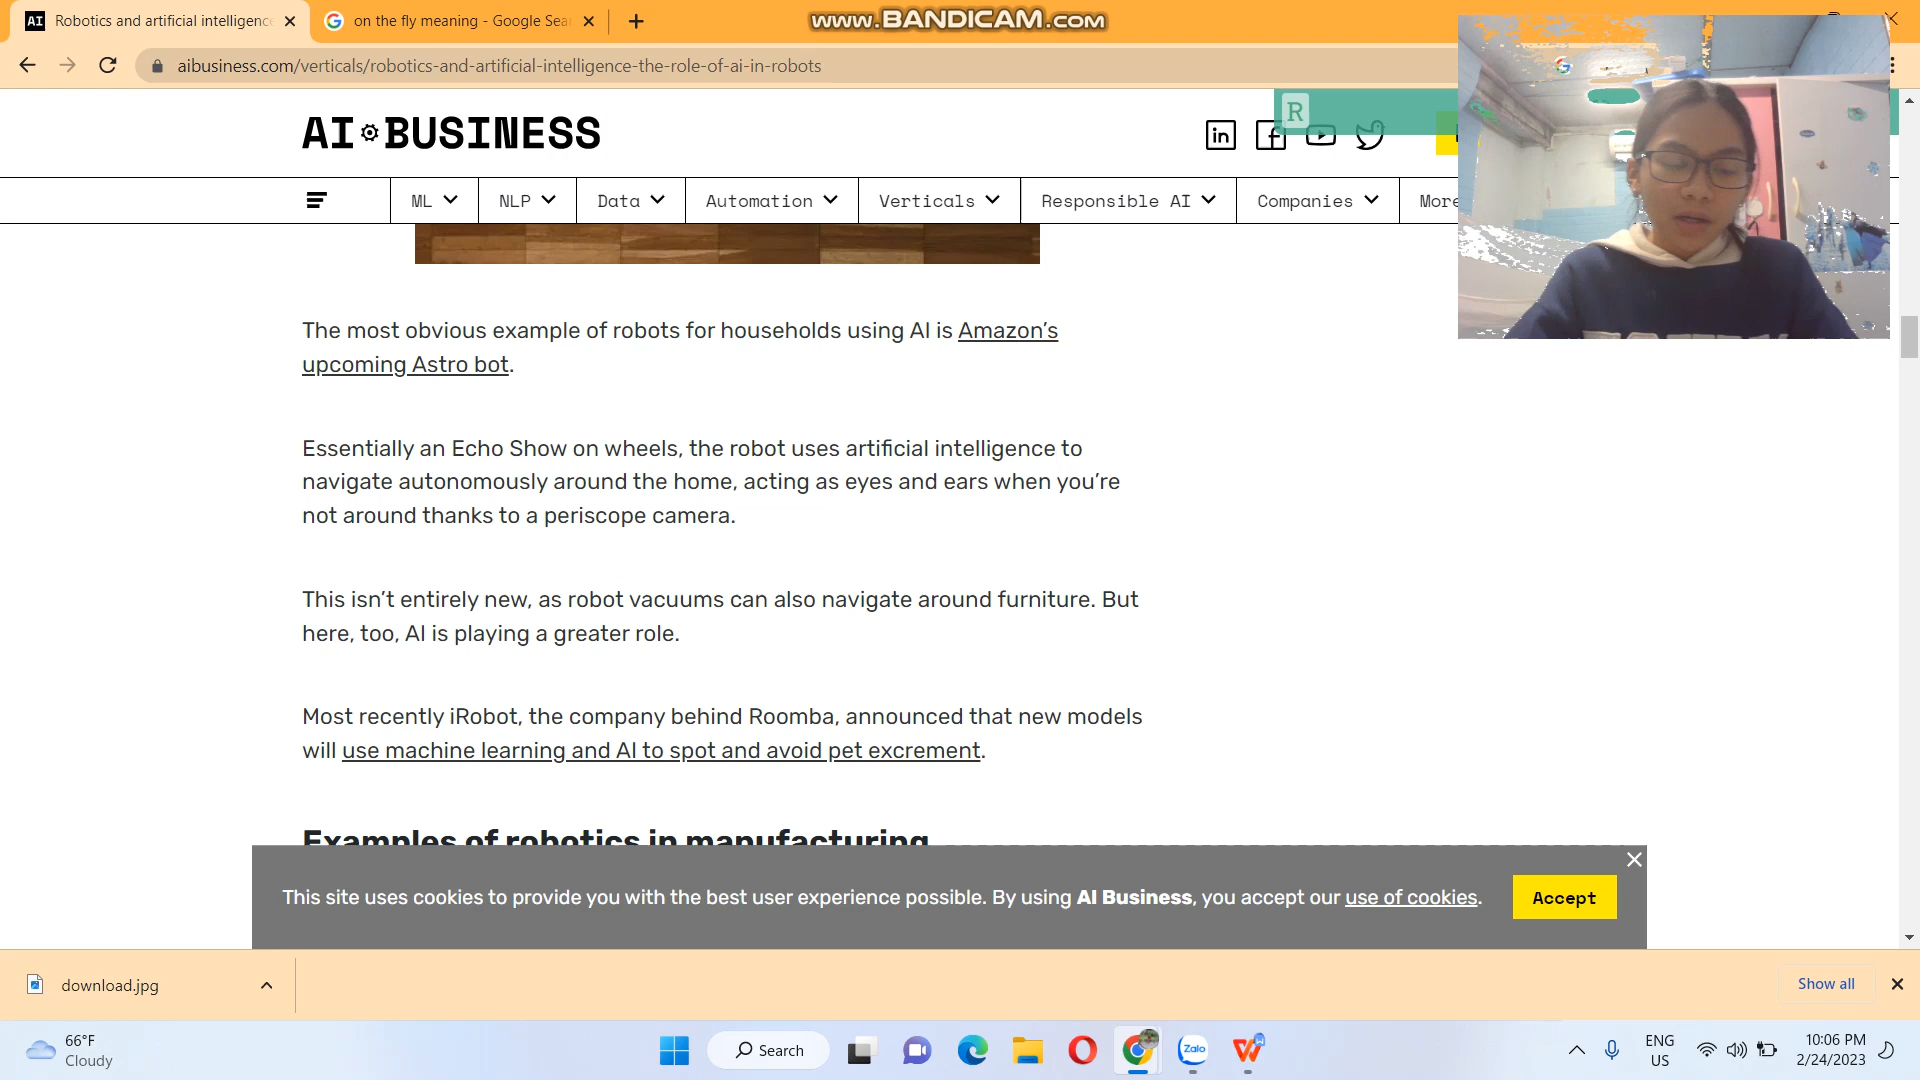 AI Robotics and artificial intelligence
on the fly meaning - Google Sea
www.BANDICAM.com
aibusiness.com/verticals/robotics-and-artificial-intelligence-the-role-of-ai-in-robots
AI BUSINESS
R
ML
NLP
Data
Automation
Verticals
Responsible AI
Companies
More
The most obvious example of robots for households using AI is Amazon’s
upcoming Astro bot.
Essentially an Echo Show on wheels, the robot uses artificial intelligence to
navigate autonomously around the home, acting as eyes and ears when you’re
not around thanks to a periscope camera.
This isn’t entirely new, as robot vacuums can also navigate around furniture. But
here, too, AI is playing a greater role.
Most recently iRobot, the company behind Roomba, announced that new models
will use machine learning and AI to spot and avoid pet excrement.
Examples of robotics in manufacturing
This site uses cookies to provide you with the best user experience possible. By using AI Business, you accept our use of cookies.
Accept
download.jpg
Show all
66°F
Cloudy
Search
Zalo
ENG
US
10:06 PM
2/24/2023